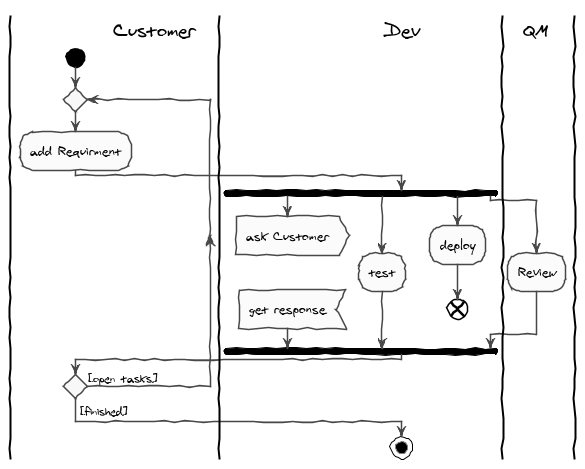 Customer
Dev
QM
add Requirment
ask Customer
deploy
test
Review
get response
[open tasks]
[finished]